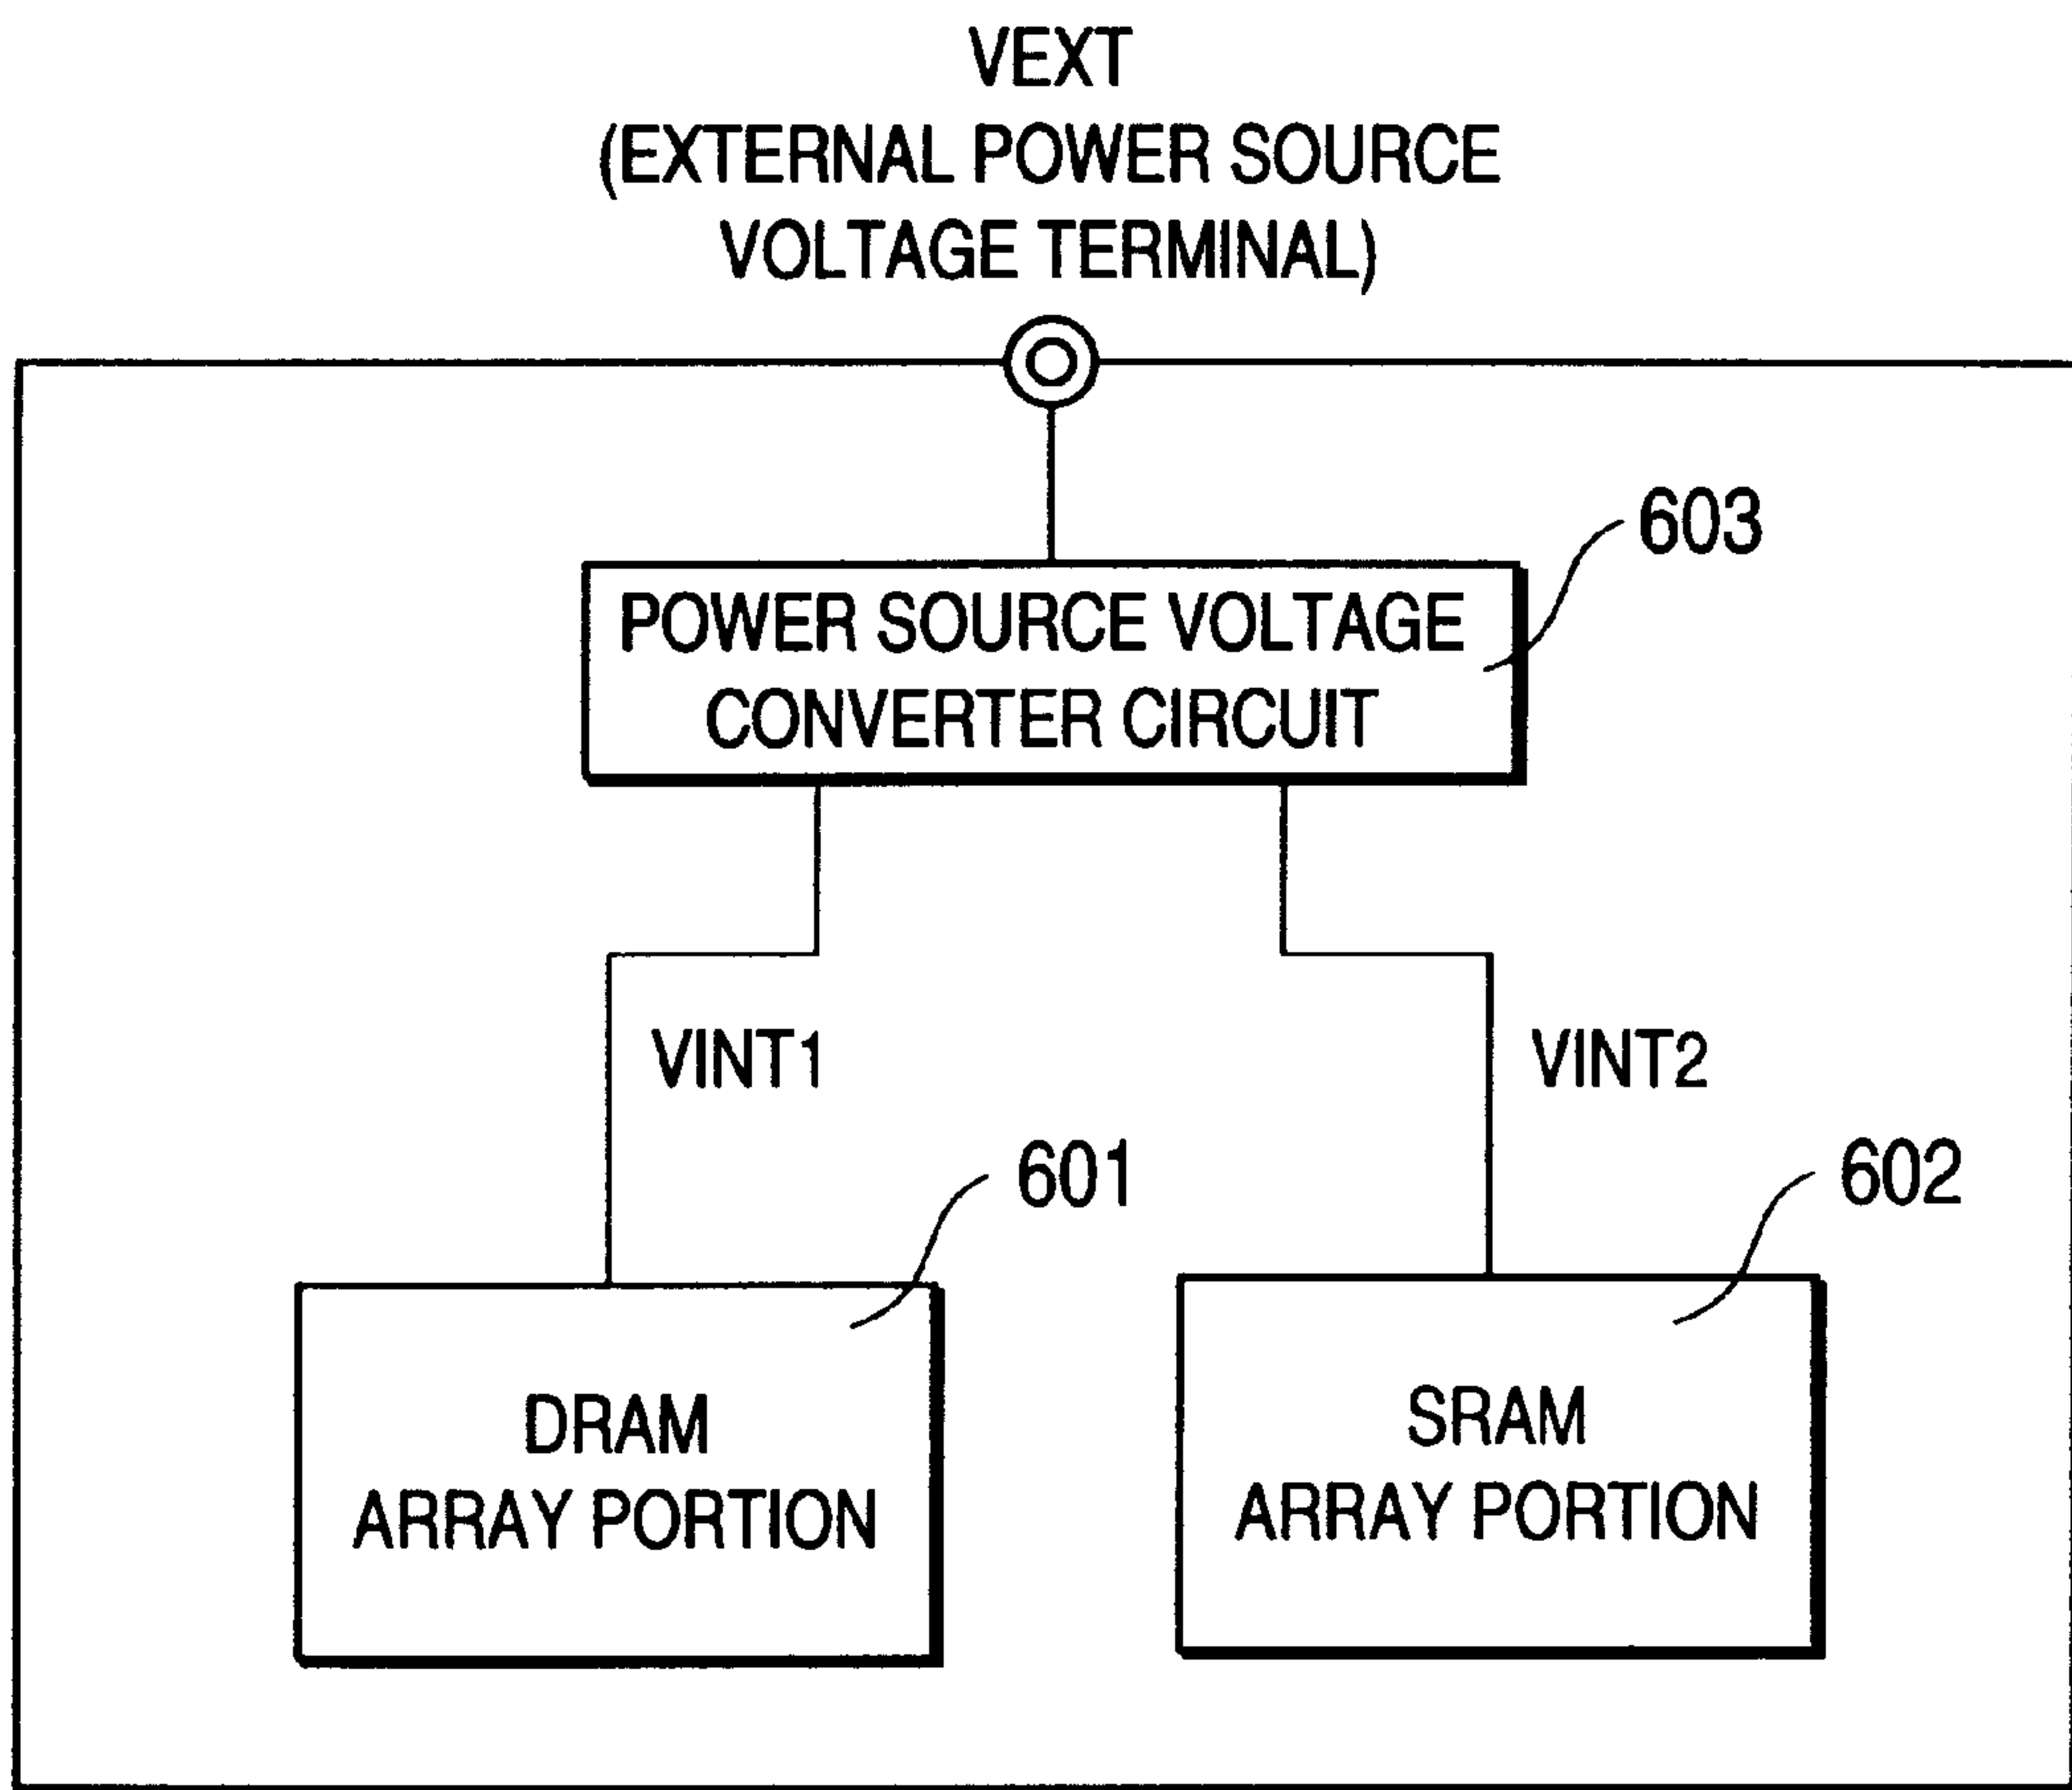 VEXT
(EXTERNAL POWER SOURCE
VOLTAGE TERMINAL)
603
POWER SOURCE VOLTAGE
CONVERTER CIRCUIT
VINT1
VINT2
601
602
DRAM
ARRAY PORTION
SRAM
ARRAY PORTION